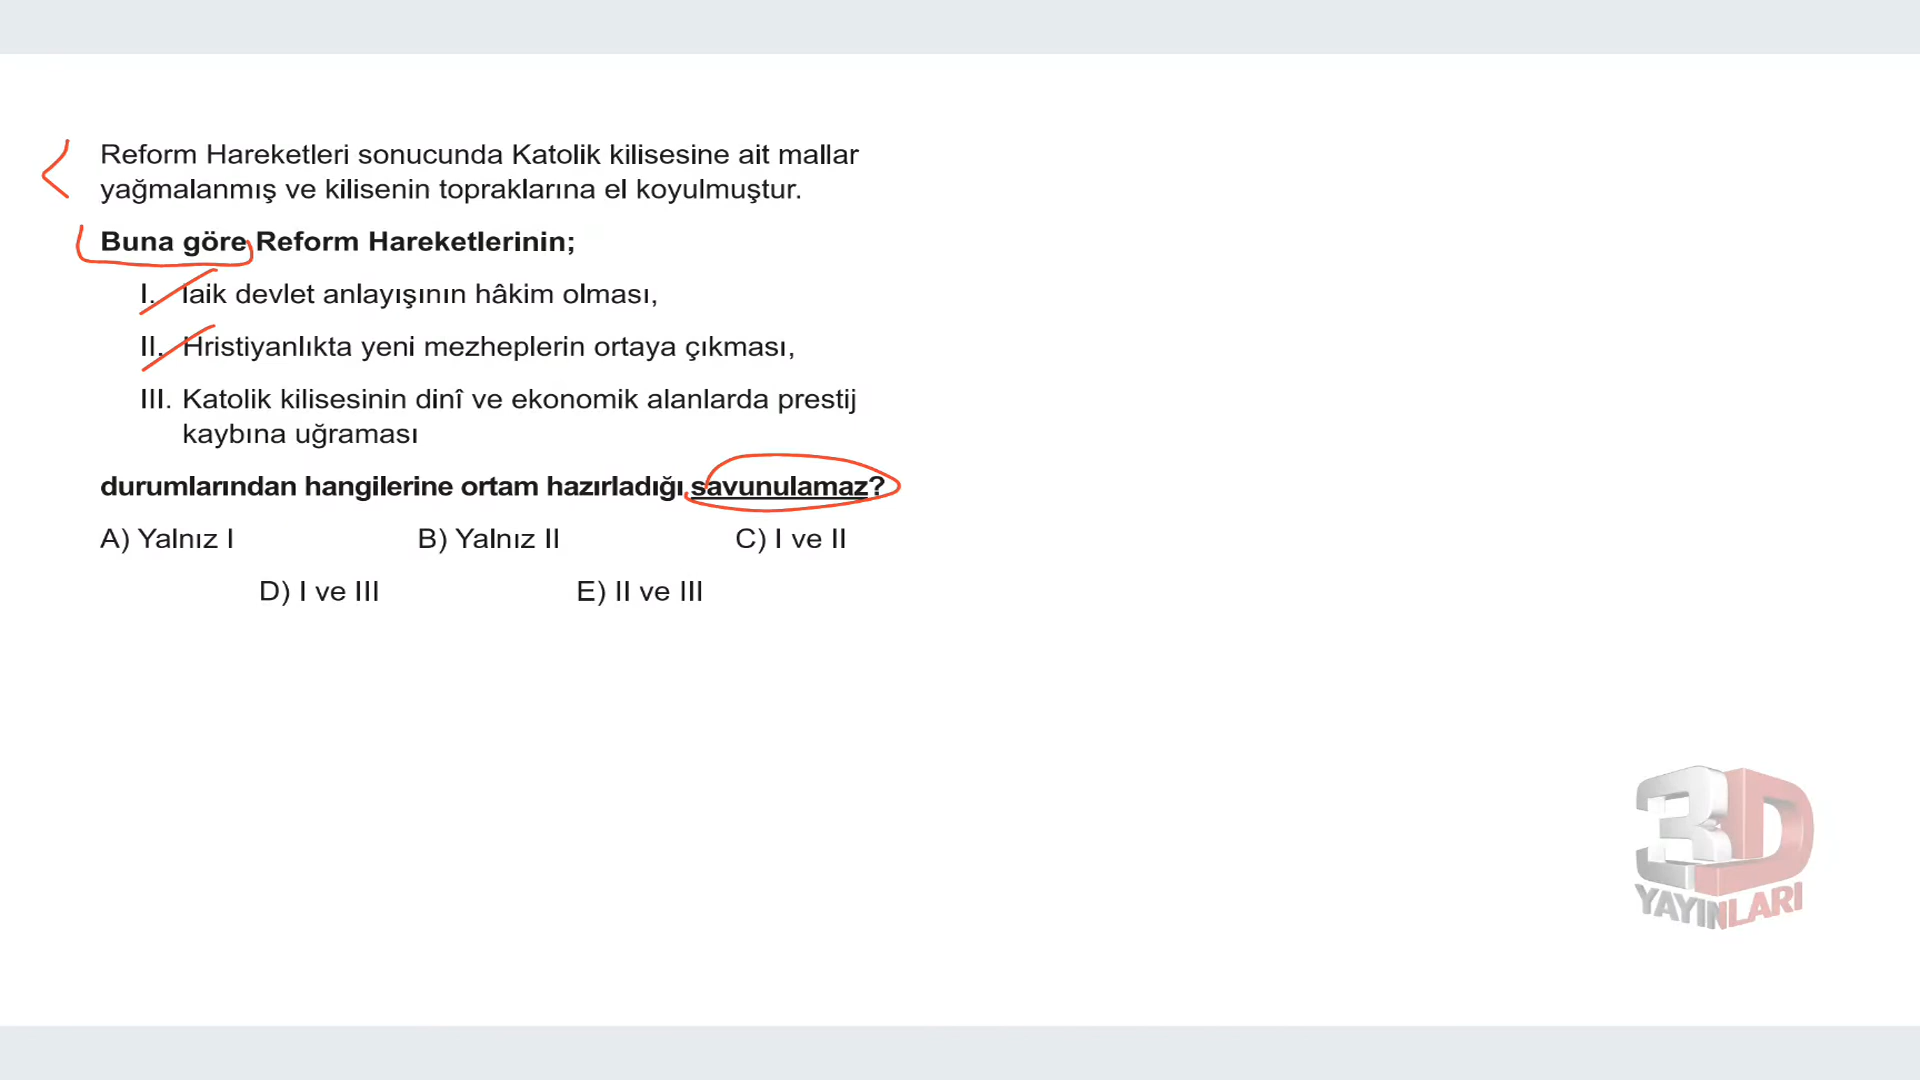 Reform Hareketleri sonucunda Katolik kilisesine ait mallar
yağmalanmış ve kilisenin topraklarına el koyulmuştur.
Buna göre Reform Hareketlerinin;
I. laik devlet anlayışının hâkim olması,
II. Hristiyanlıkta yeni mezheplerin ortaya çıkması,
III. Katolik kilisesinin dinî ve ekonomik alanlarda prestij
kaybına uğraması
durumlarından hangilerine ortam hazırladığı savunulamaz?
A) Yalnız I B) Yalnız II C) I ve II
D) I ve III E) II ve III
3D
YAYINLARI